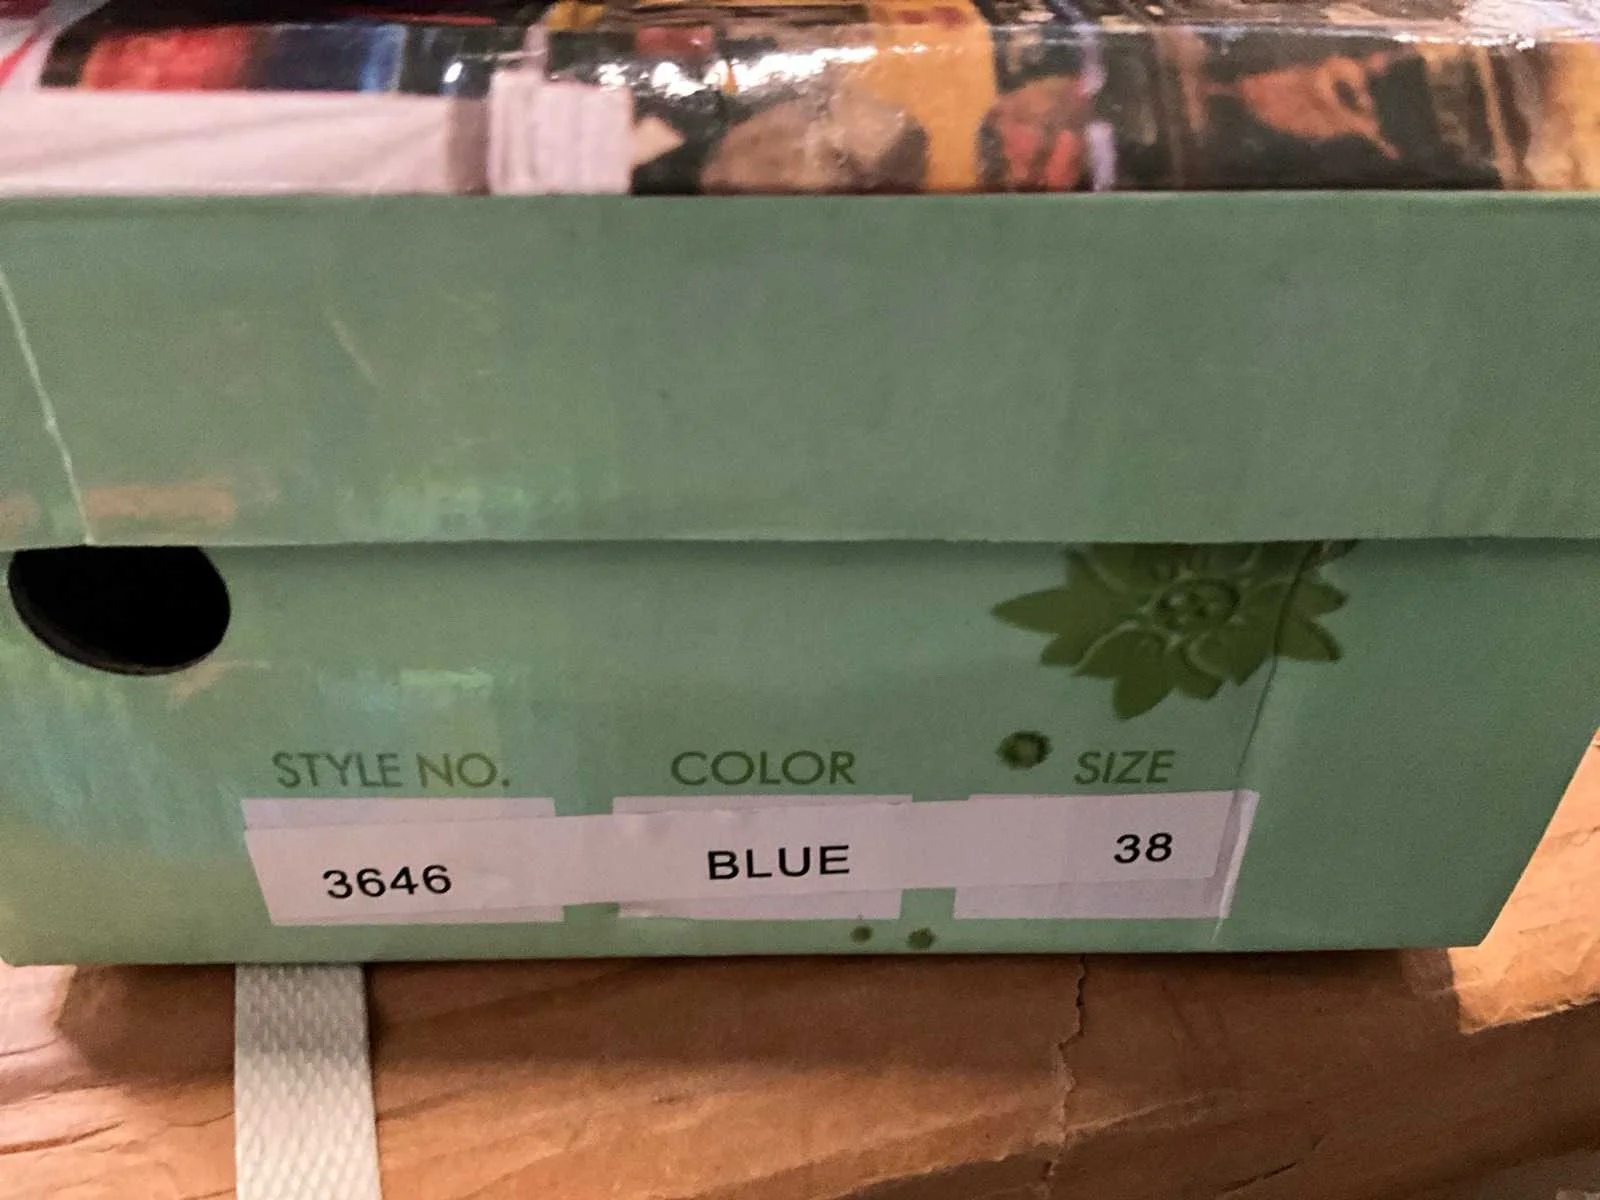 STYLE NO. COLOR SIZE
3646 BLUE 38